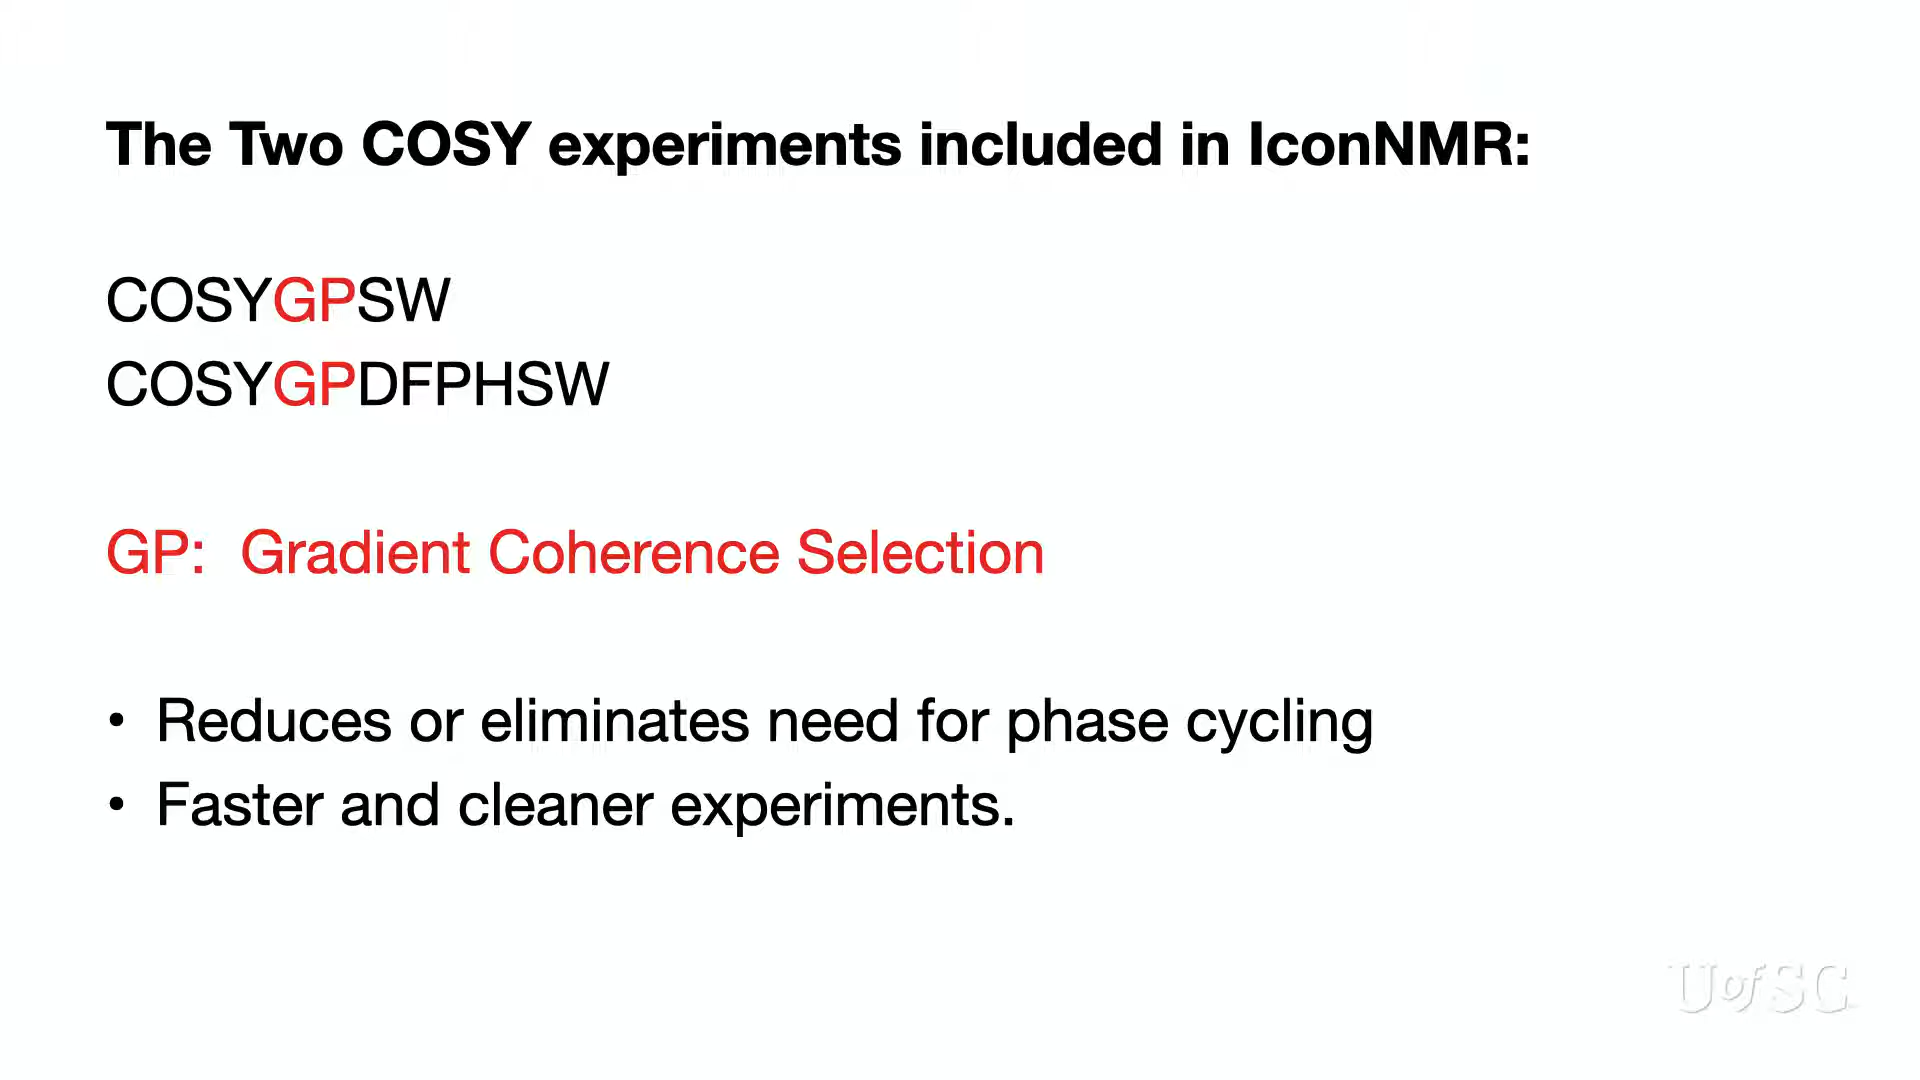 The Two COSY experiments included in IconNMR:
COSYGPSW
COSYGPDFPHSW
GP: Gradient Coherence Selection
• Reduces or eliminates need for phase cycling
• Faster and cleaner experiments.
UofSC